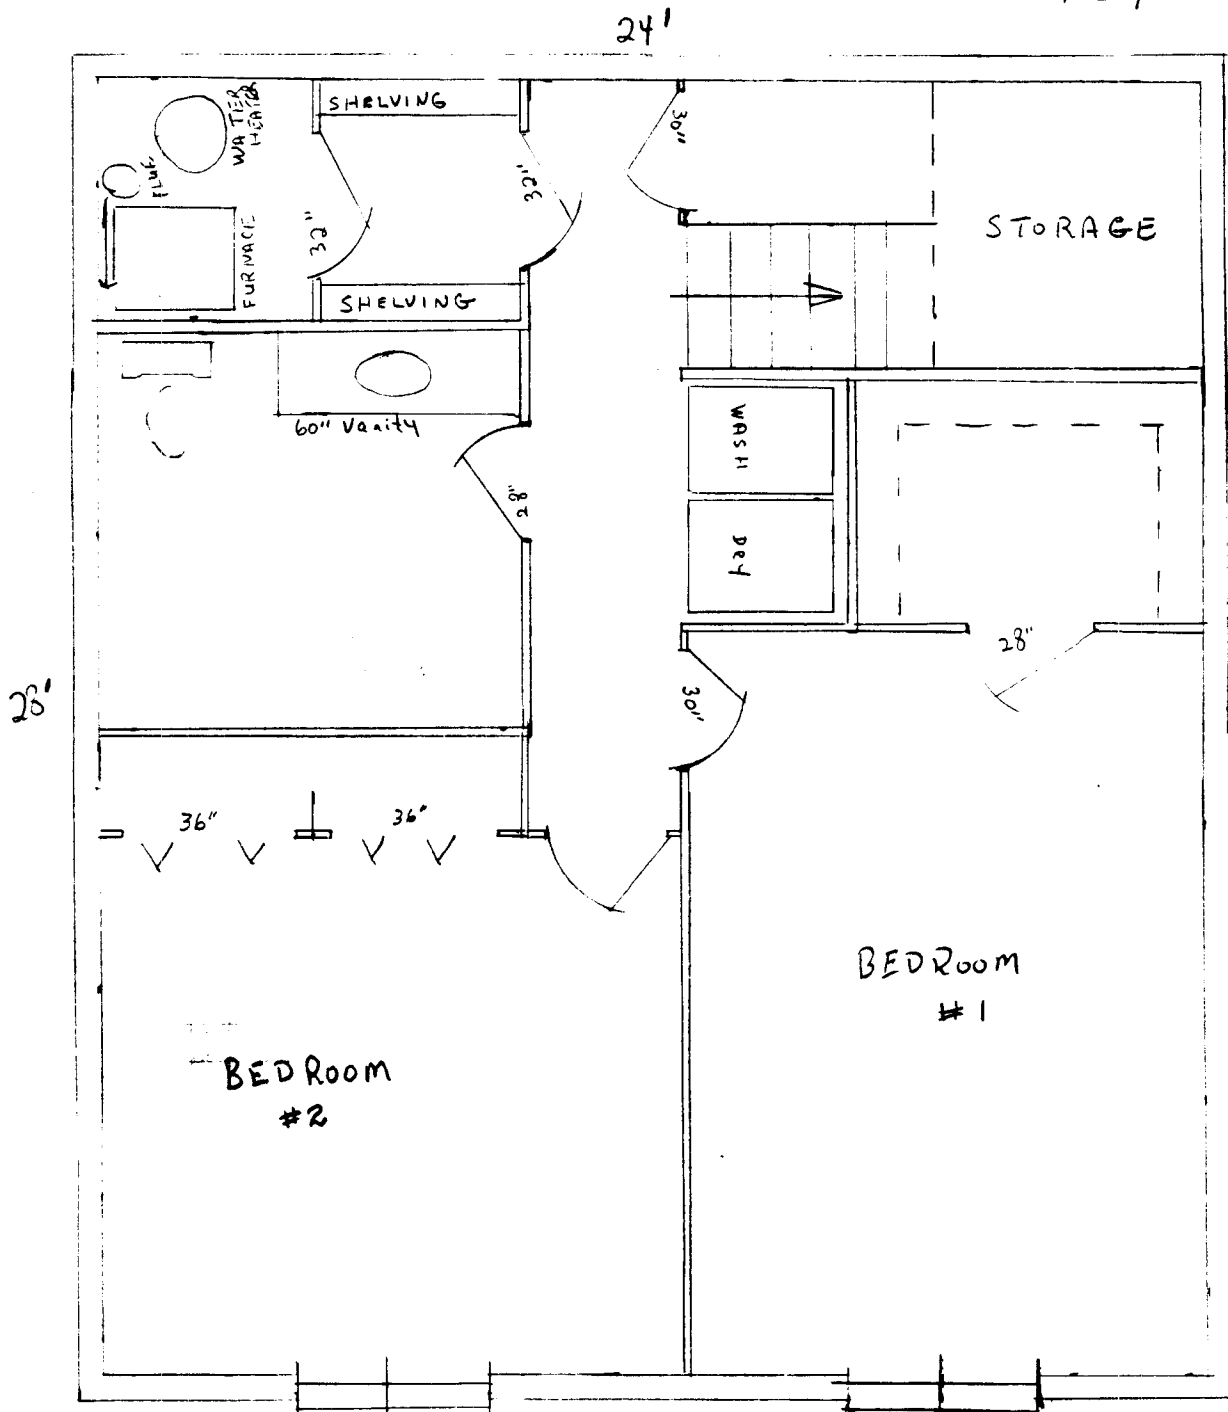 24'
SHELVING
WATER
HEATER
FLUE
30"
32"
32"
FURNACE
STORAGE
SHELVING
60" Vanity
WASH
28"
DRY
28"
30"
28'
36"
36"
BEDROOM
#1
BEDROOM
#2